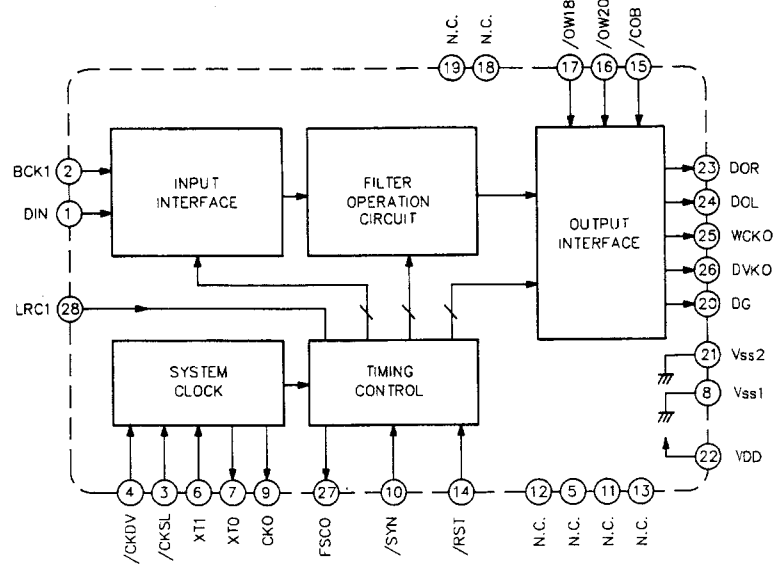 N.C.
N.C.
/OW18
/OW20
/COB
19
18
17
16
15
BCK1
2
DIN
1
INPUT
INTERFACE
FILTER
OPERATION
CIRCUIT
OUTPUT
INTERFACE
23
DOR
24
DOL
25
WCKO
26
DVKO
20
DG
LRC1
28
SYSTEM
CLOCK
TIMING
CONTROL
21
Vss2
8
Vss1
22
VDD
4
3
6
7
9
27
10
14
12
5
11
13
/CKDV
/CKSL
XT1
XTO
CKO
FSCO
/SYN
/RST
N.C.
N.C.
N.C.
N.C.